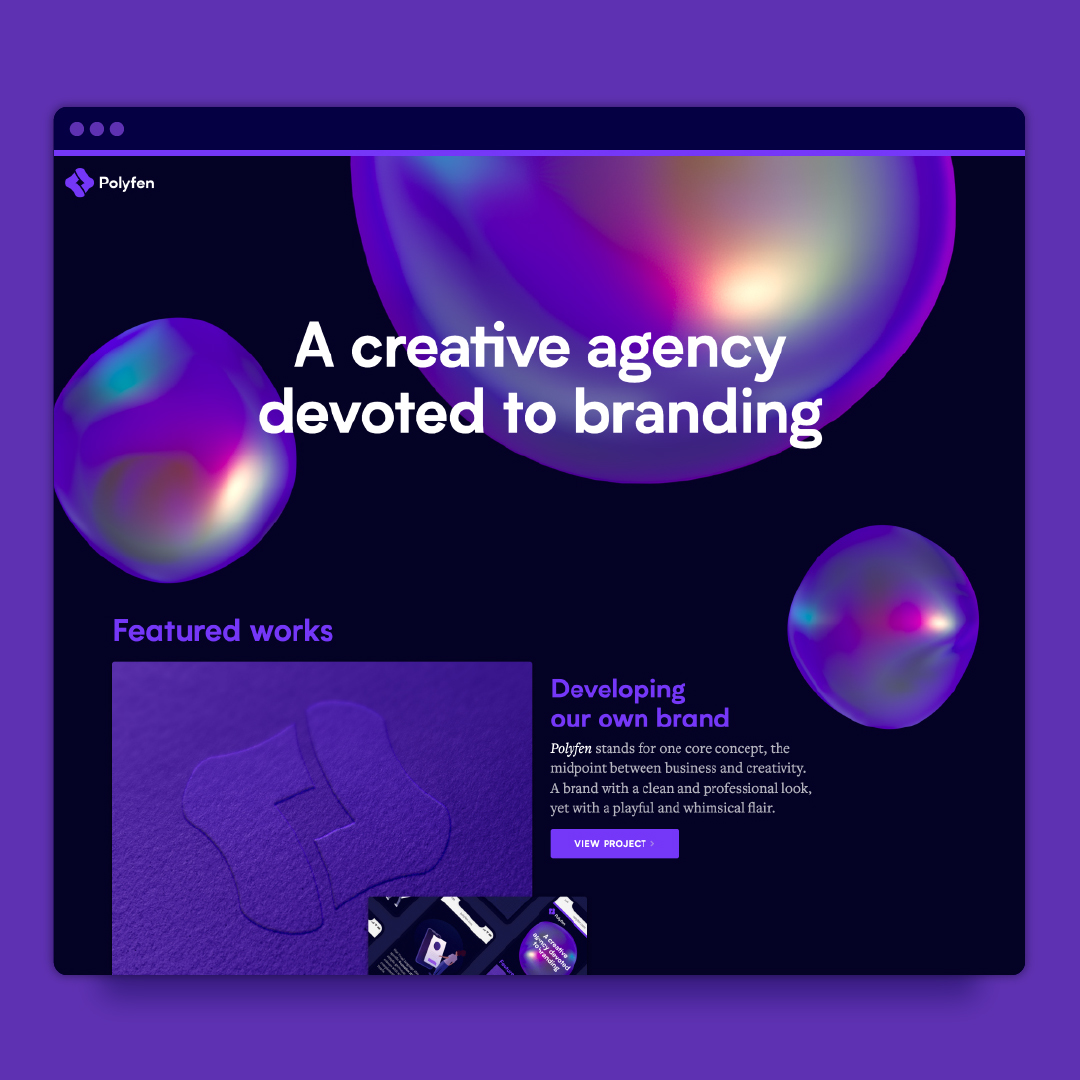 Polyfen
A creative agency
devoted to branding
Featured works
Developing
our own brand
Polyfen stands for one core concept, the
midpoint between business and creativity.
A brand with a clean and professional look,
yet with a playful and whimsical flair.
VIEW PROJECT ›
Polyfen
A creative
agency devoted
to branding